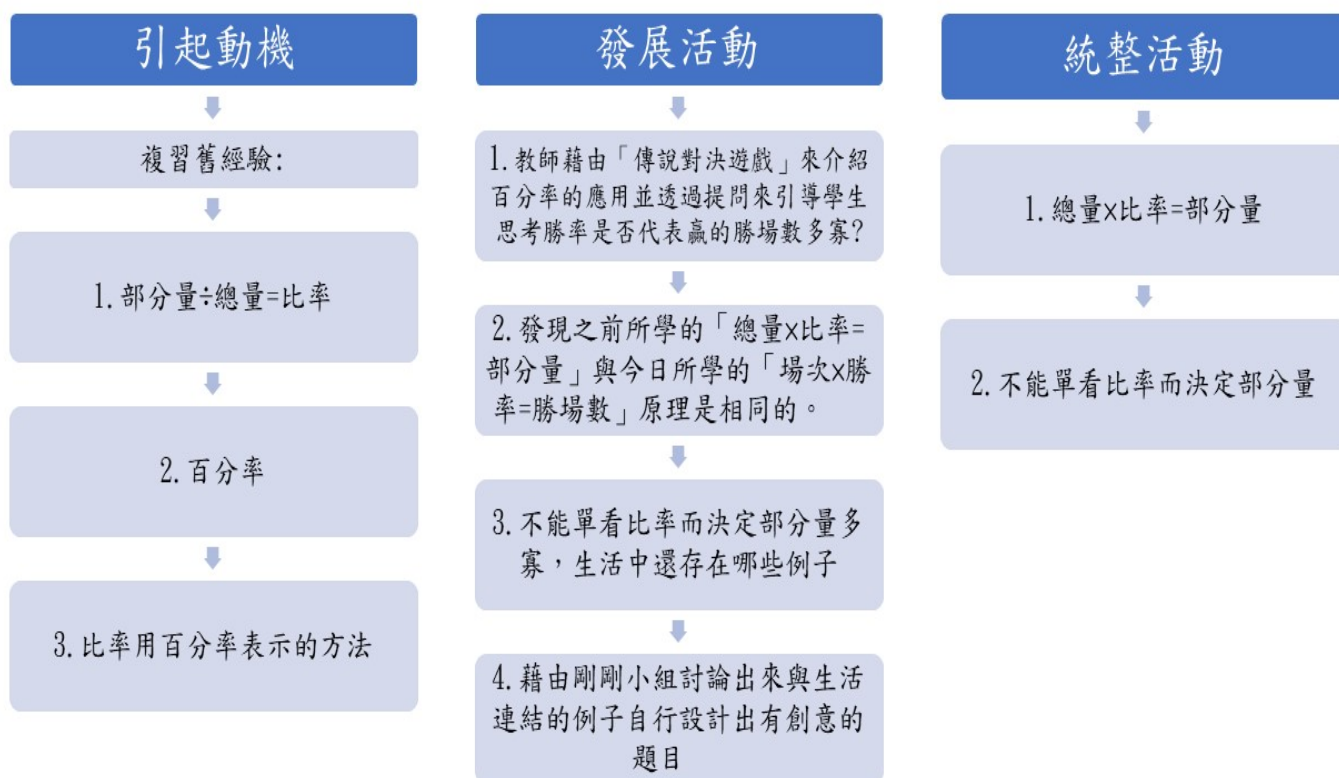 引起動機
複習舊經驗:
1.部分量÷總量=比率
2.百分率
3.比率用百分率表示的方法
發展活動
1.教師藉由「傳說對決遊戲」來介紹
百分率的應用並透過提問來引導學生
思考勝率是否代表贏的勝場數多寡?
2.發現之前所學的「總量×比率=
部分量」與今日所學的「場次×勝
率=勝場數」原理是相同的。
3.不能單看比率而決定部分量多
寡,生活中還存在哪些例子
4.藉由剛剛小組討論出來與生活
連結的例子自行設計出有創意的
題目
統整活動
1.總量×比率=部分量
2.不能單看比率而決定部分量